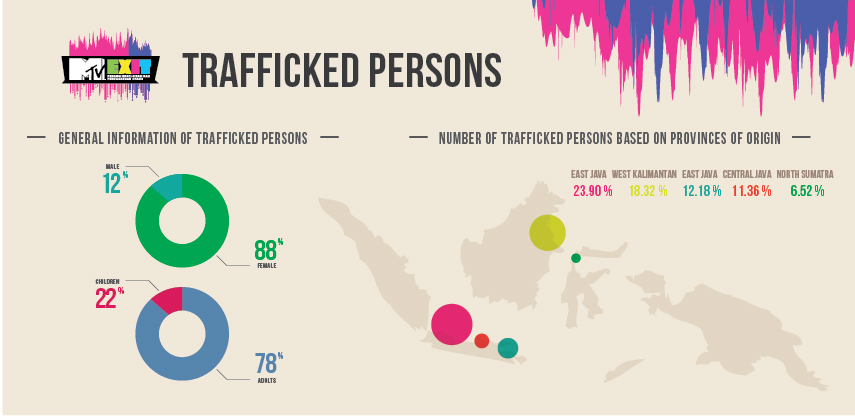 MTV EXIT
TRAFFICKED PERSONS
GENERAL INFORMATION OF TRAFFICKED PERSONS
MALE
12%
88%
FEMALE
CHILDREN
22%
78%
ADULTS
NUMBER OF TRAFFICKED PERSONS BASED ON PROVINCES OF ORIGIN
EAST JAVA WEST KALIMANTAN EAST JAVA CENTRAL JAVA NORTH SUMATRA
23.90% 18.32% 12.18% 11.36% 6.52%